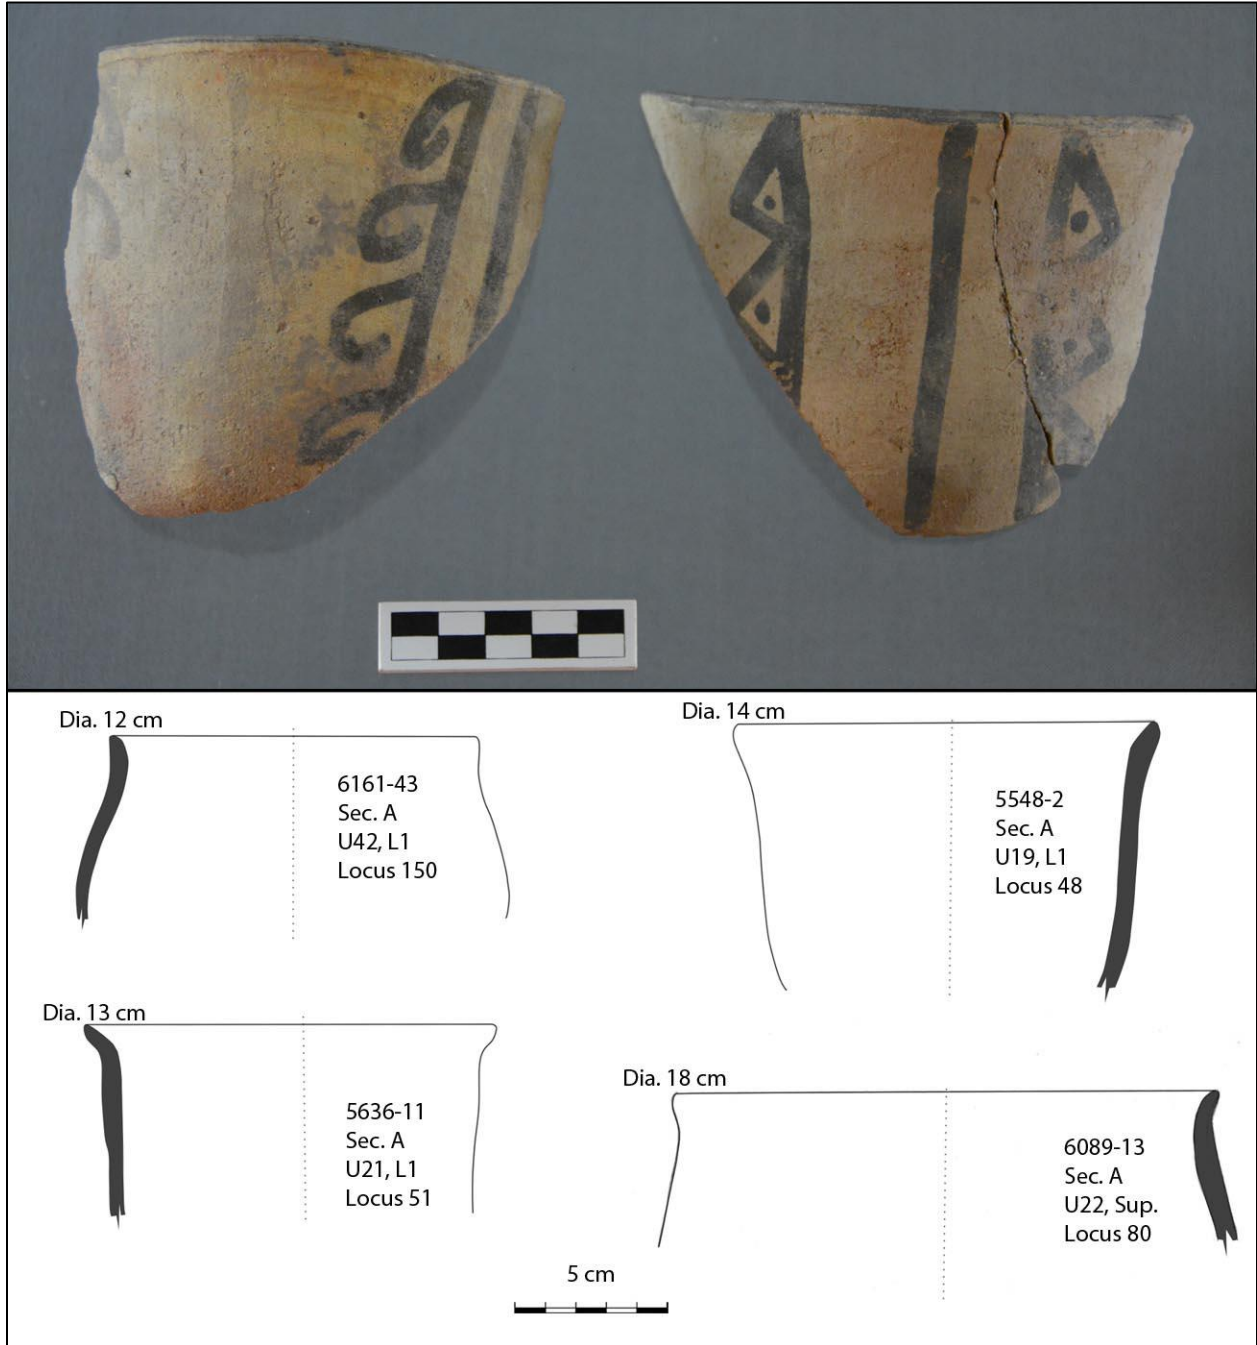 Dia. 12 cm
6161-43
Sec. A
U42, L1
Locus 150
Dia. 14 cm
5548-2
Sec. A
U19, L1
Locus 48
Dia. 13 cm
5636-11
Sec. A
U21, L1
Locus 51
Dia. 18 cm
6089-13
Sec. A
U22, Sup.
Locus 80
5 cm